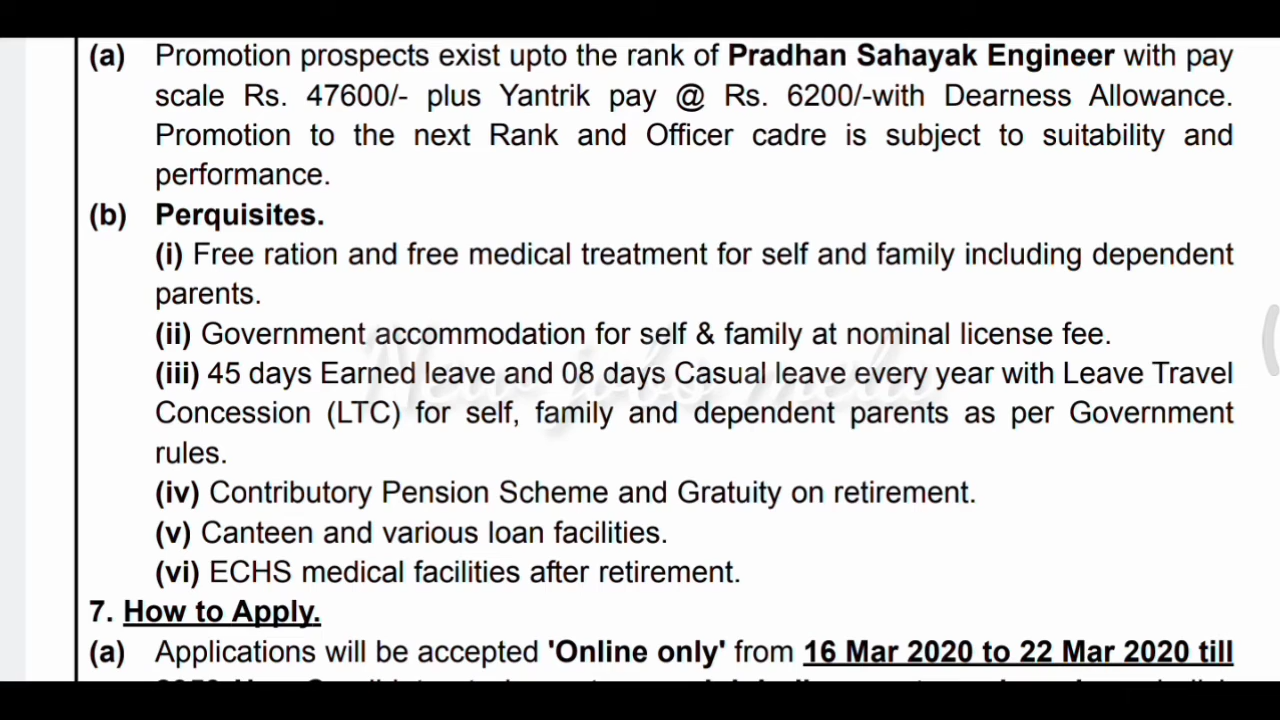 (a) Promotion prospects exist upto the rank of Pradhan Sahayak Engineer with pay
scale Rs. 47600/- plus Yantrik pay @ Rs. 6200/-with Dearness Allowance.
Promotion to the next Rank and Officer cadre is subject to suitability and
performance.
(b) Perquisites.
(i) Free ration and free medical treatment for self and family including dependent
parents.
(ii) Government accommodation for self & family at nominal license fee.
(iii) 45 days Earned leave and 08 days Casual leave every year with Leave Travel
Concession (LTC) for self, family and dependent parents as per Government
rules.
(iv) Contributory Pension Scheme and Gratuity on retirement.
(v) Canteen and various loan facilities.
(vi) ECHS medical facilities after retirement.
7. How to Apply.
(a) Applications will be accepted 'Online only' from 16 Mar 2020 to 22 Mar 2020 till
New jobs